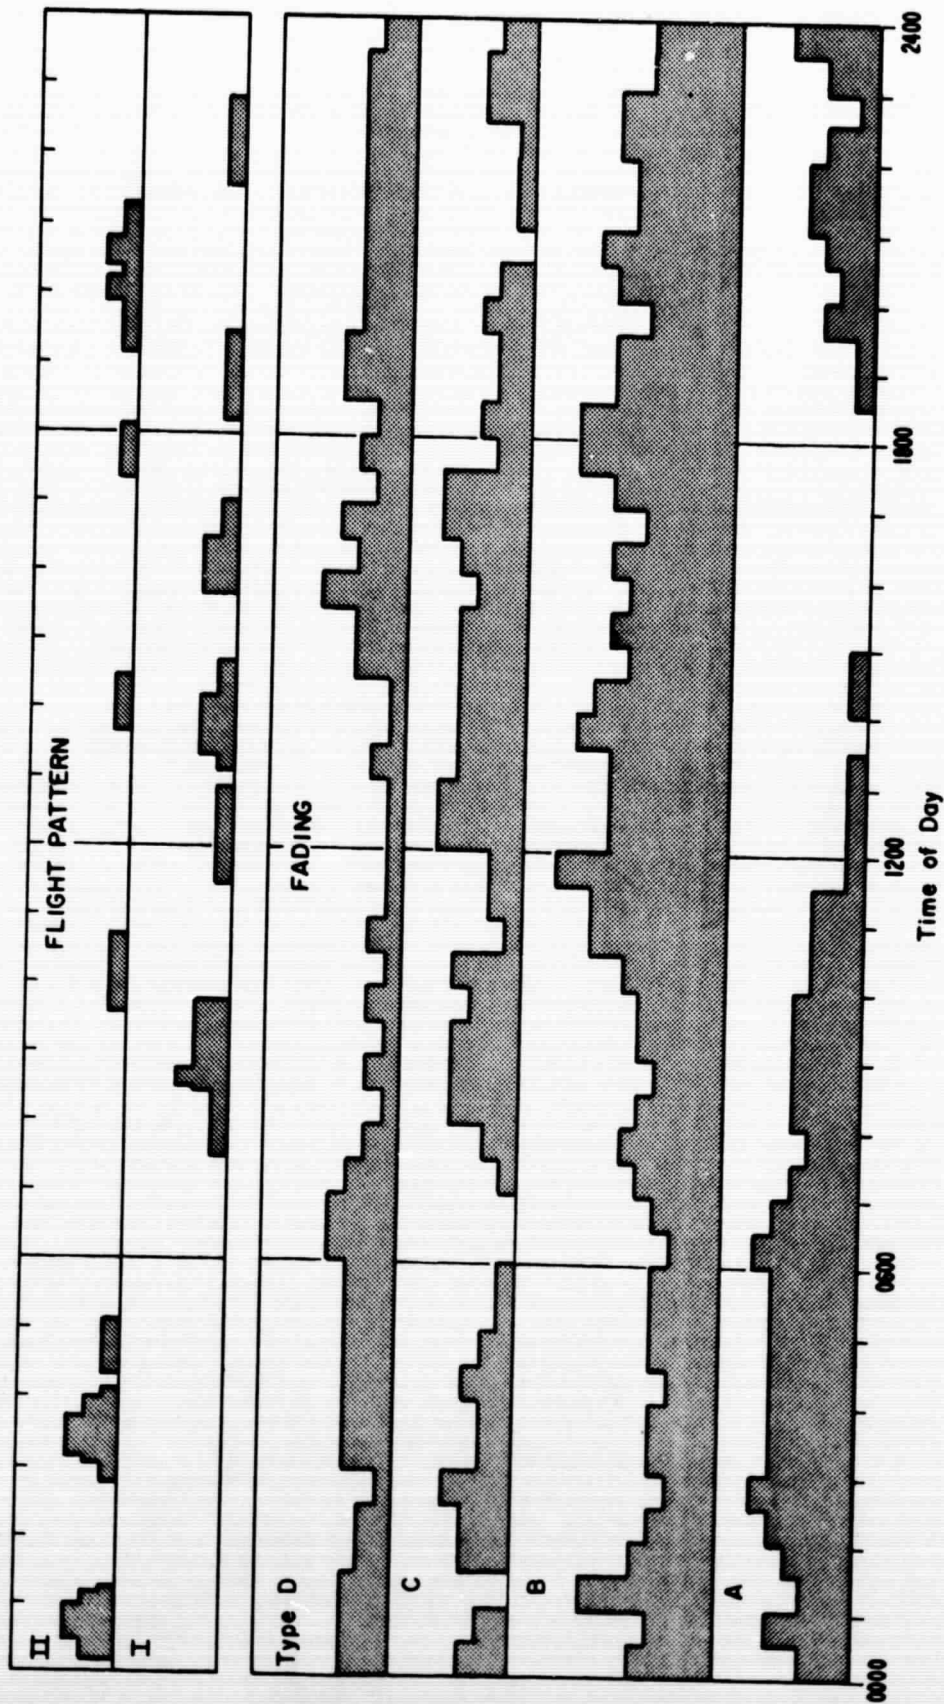 FLIGHT PATTERN
II
I
FADING
Type D
C
B
A
0000
0600
1200
1800
2400
Time of Day